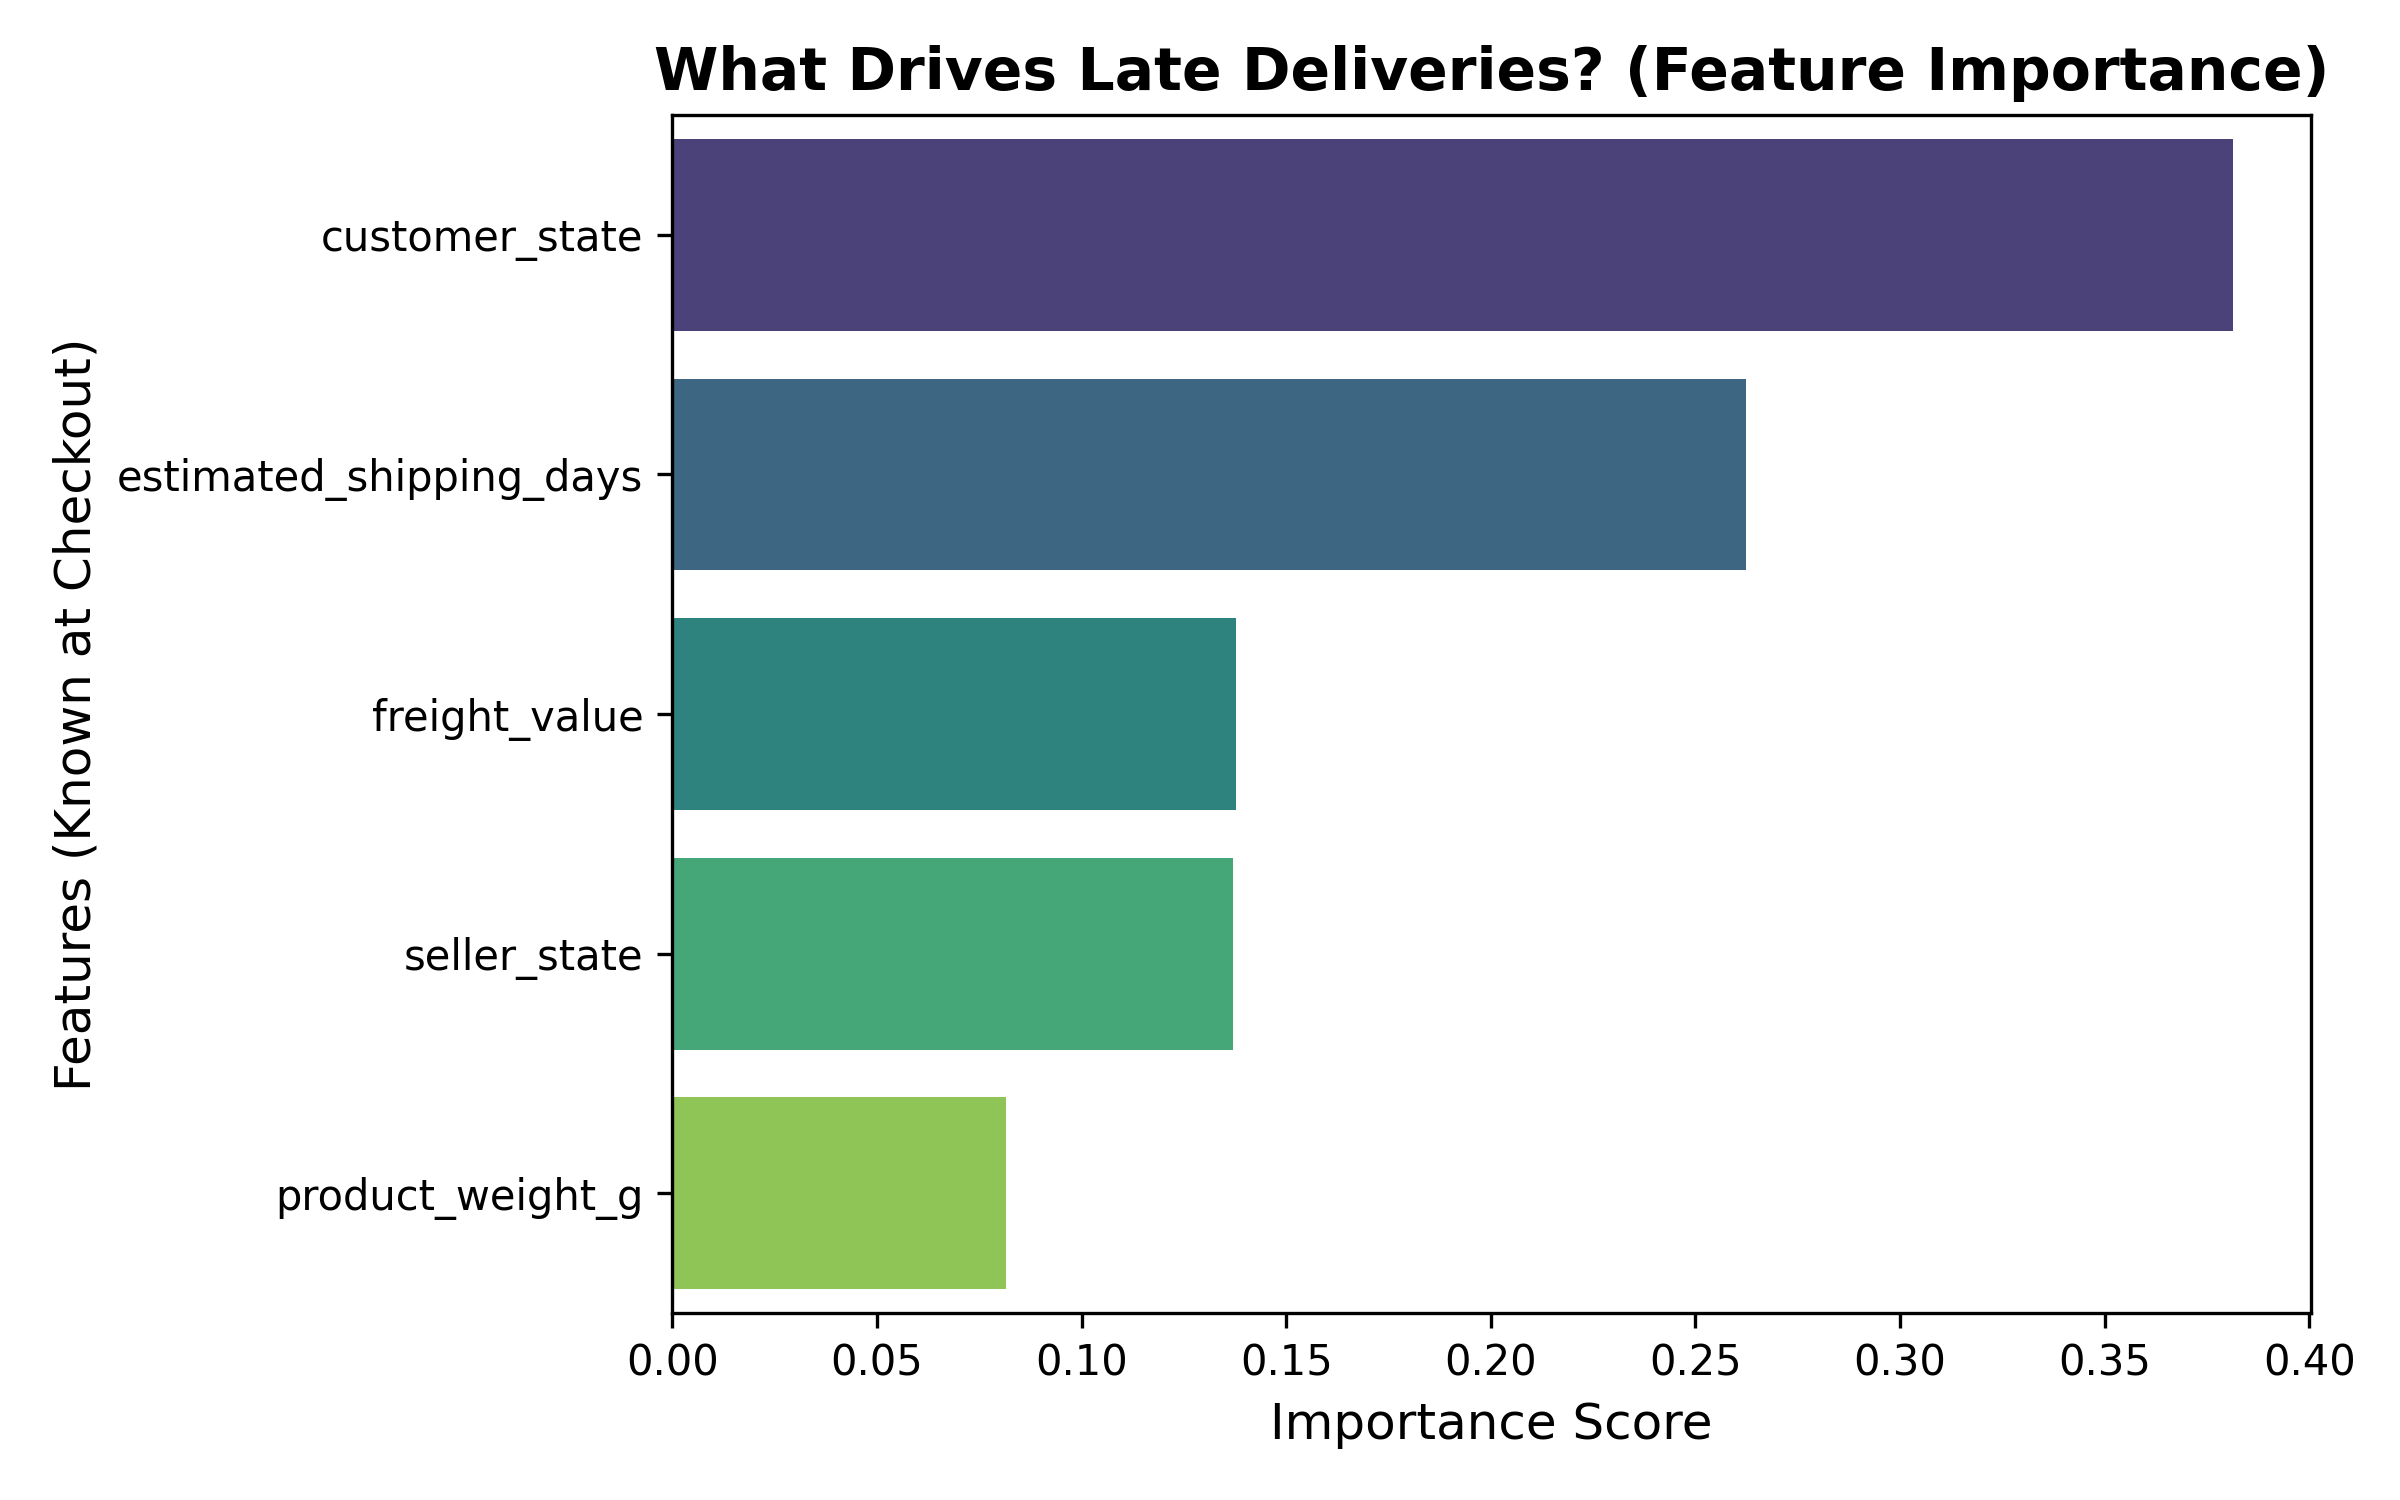 What Drives Late Deliveries? (Feature Importance)
Features (Known at Checkout)
customer_state
estimated_shipping_days
freight_value
seller_state
product_weight_g
0.00 0.05 0.10 0.15 0.20 0.25 0.30 0.35 0.40
Importance Score